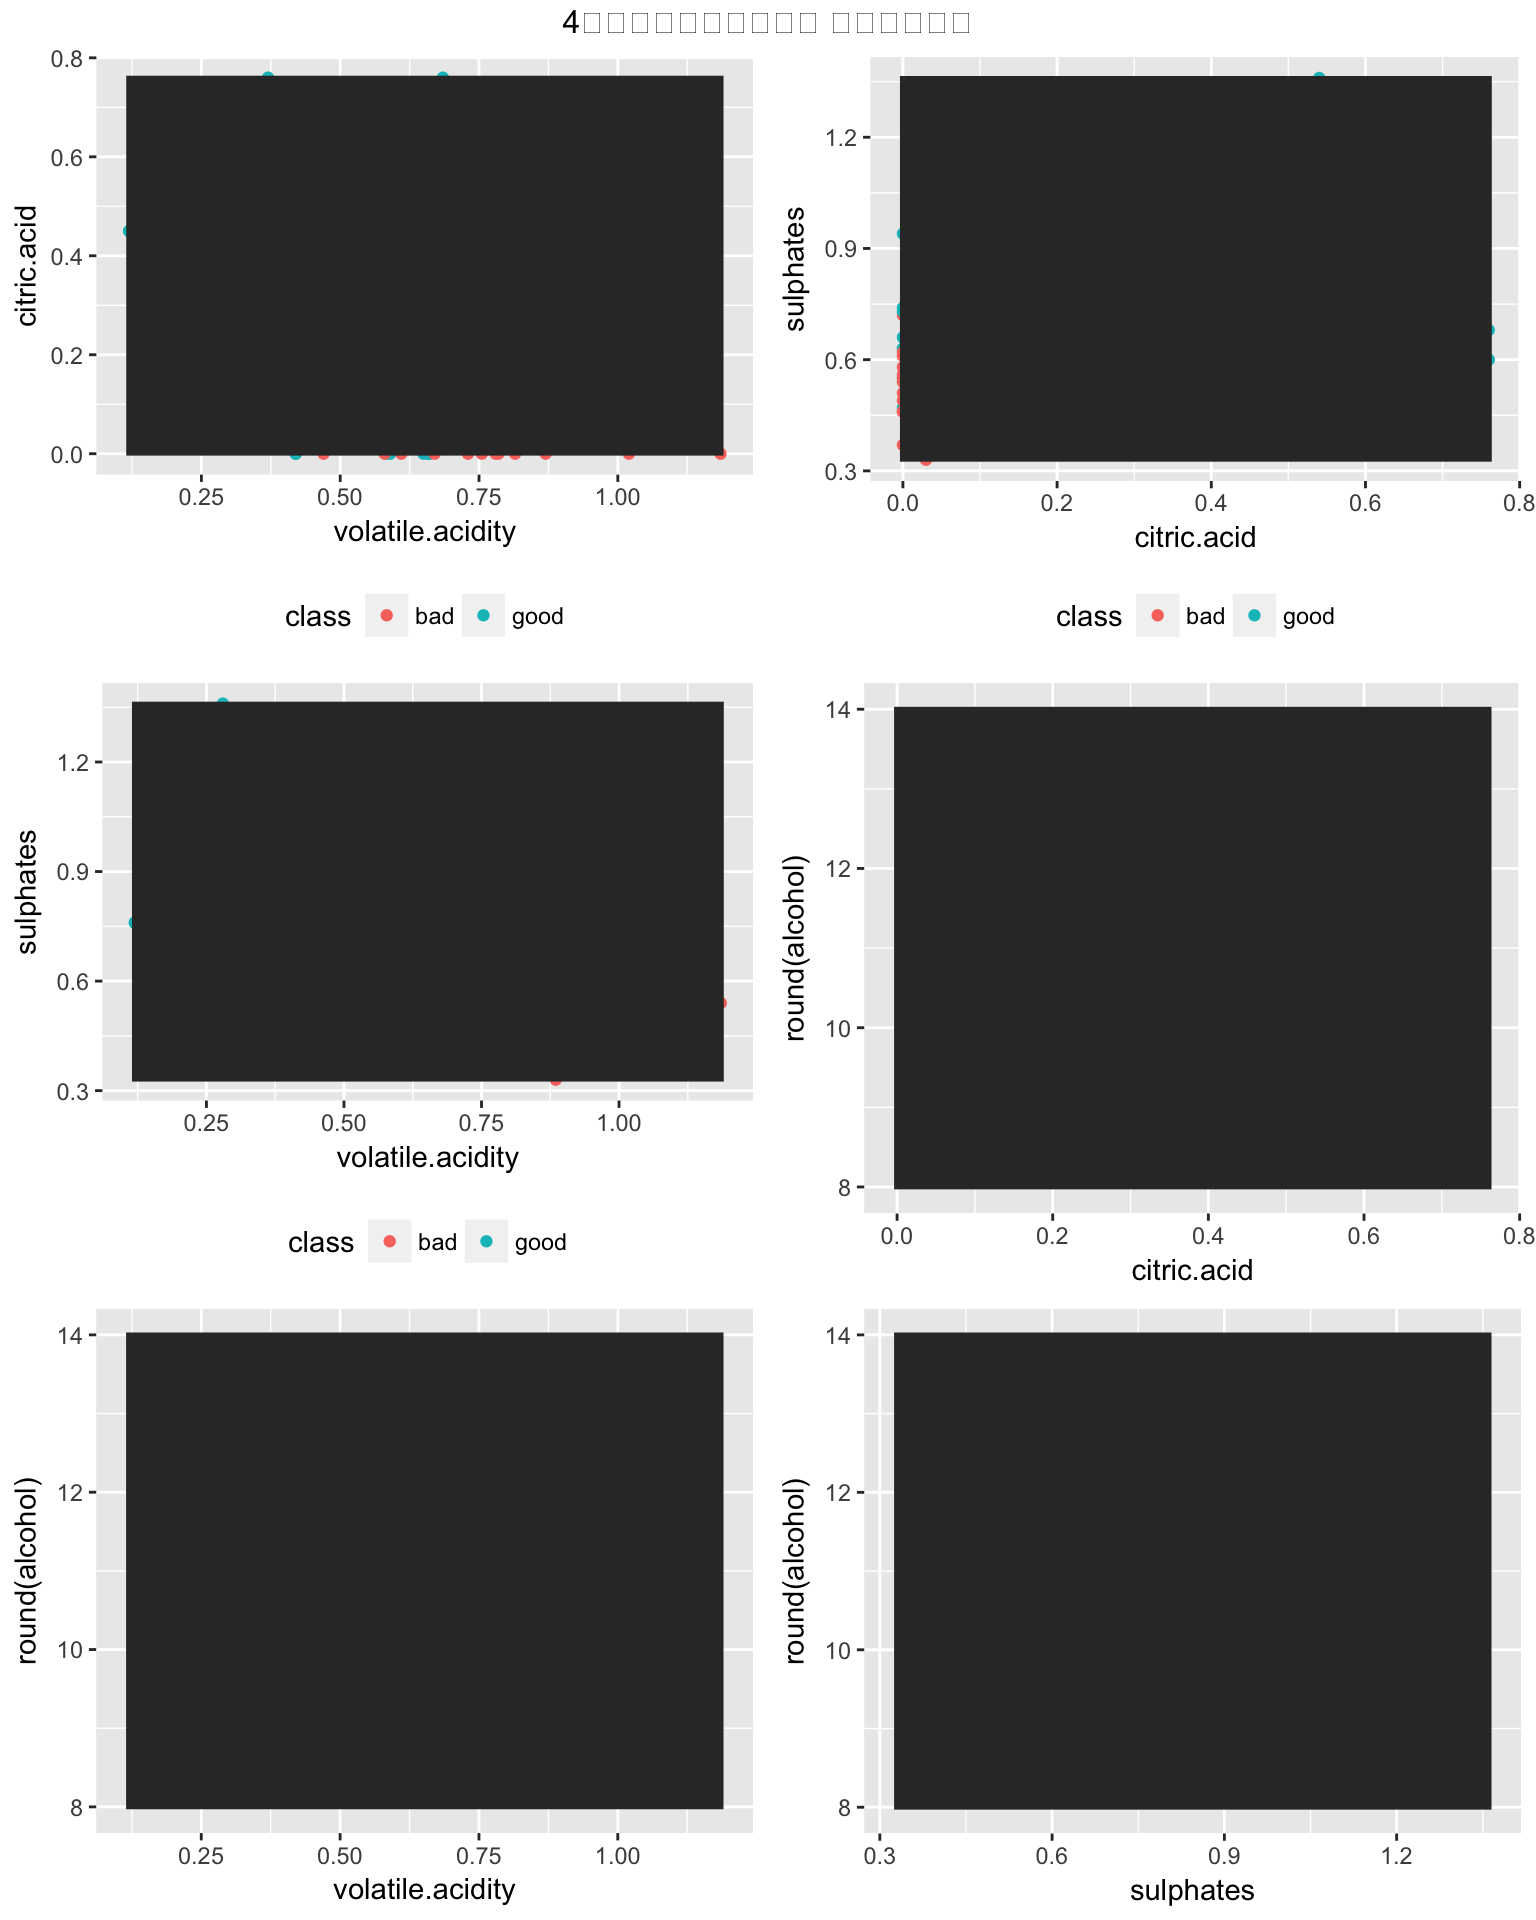 4
0.8
0.6
0.4
0.2
0.0
citric.acid
0.25 0.50 0.75 1.00
volatile.acidity
class bad good
1.2
0.9
0.6
0.3
sulphates
0.0 0.2 0.4 0.6 0.8
citric.acid
class bad good
1.2
0.9
0.6
0.3
sulphates
0.25 0.50 0.75 1.00
volatile.acidity
class bad good
14
12
10
8
round(alcohol)
0.0 0.2 0.4 0.6 0.8
citric.acid
14
12
10
8
round(alcohol)
0.25 0.50 0.75 1.00
volatile.acidity
14
12
10
8
round(alcohol)
0.3 0.6 0.9 1.2
sulphates